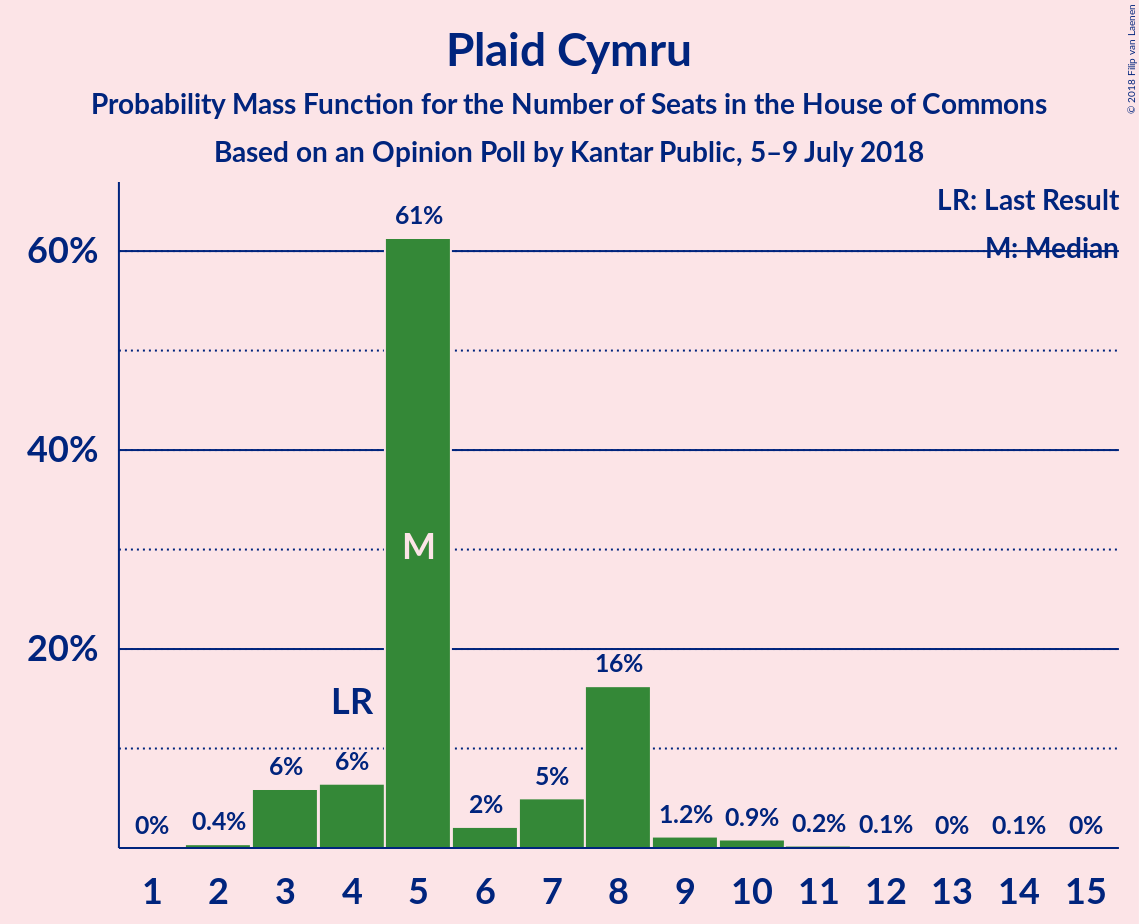 Plaid Cymru
Probability Mass Function for the Number of Seats in the House of Commons
Based on an Opinion Poll by Kantar Public, 5–9 July 2018
© 2018 Filip van Laenen
LR: Last Result
M: Median
60%
40%
20%
0%
0.4%
6%
6%
61%
2%
5%
16%
1.2%
0.9%
0.2%
0.1%
0%
0.1%
0%
LR
M
1 2 3 4 5 6 7 8 9 10 11 12 13 14 15